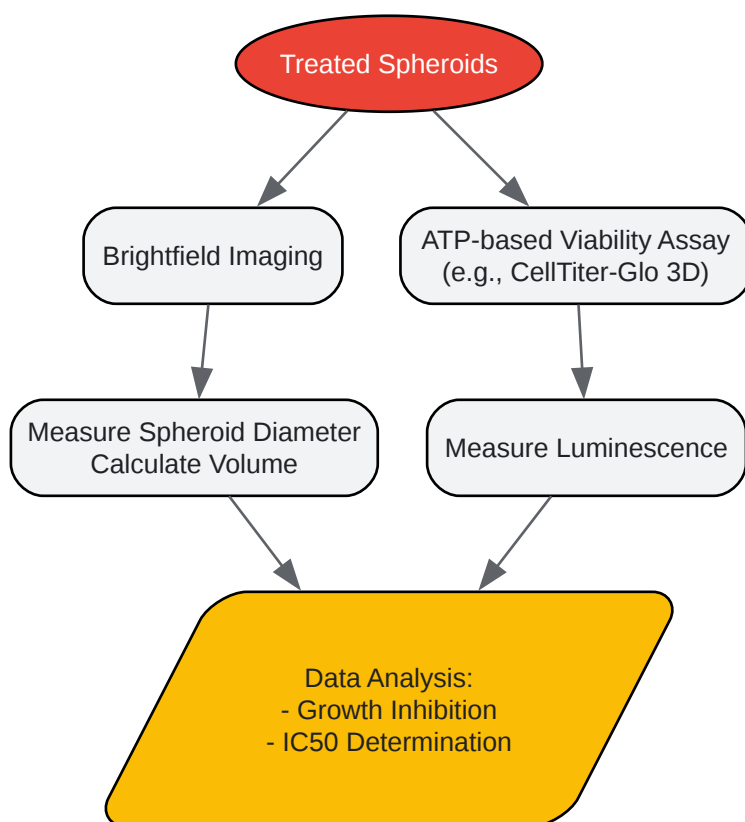 Treated Spheroids
Brightfield Imaging
ATP-based Viability Assay
(e.g., CellTiter-Glo 3D)
Measure Spheroid Diameter
Calculate Volume
Measure Luminescence
Data Analysis:
- Growth Inhibition
- IC50 Determination